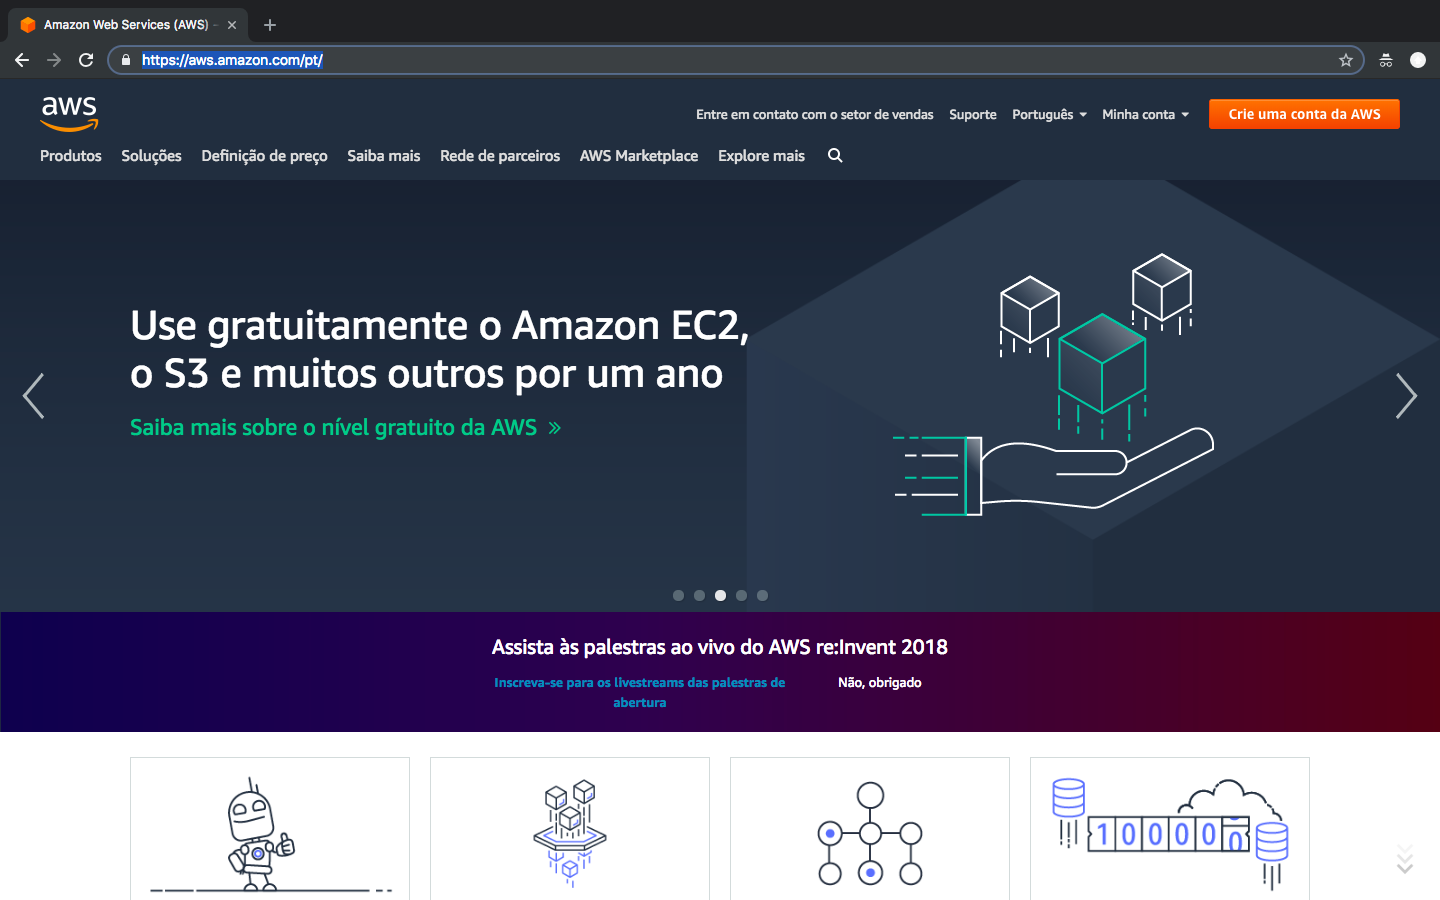 Amazon Web Services (AWS) –
https://aws.amazon.com/pt/
aws
Entre em contato com o setor de vendas
Suporte
Português
Minha conta
Crie uma conta da AWS
Produtos
Soluções
Definição de preço
Saiba mais
Rede de parceiros
AWS Marketplace
Explore mais
Use gratuitamente o Amazon EC2,
o S3 e muitos outros por um ano
Saiba mais sobre o nível gratuito da AWS »
Assista às palestras ao vivo do AWS re:Invent 2018
Inscreva-se para os livestreams das palestras de
abertura
Não, obrigado
100000